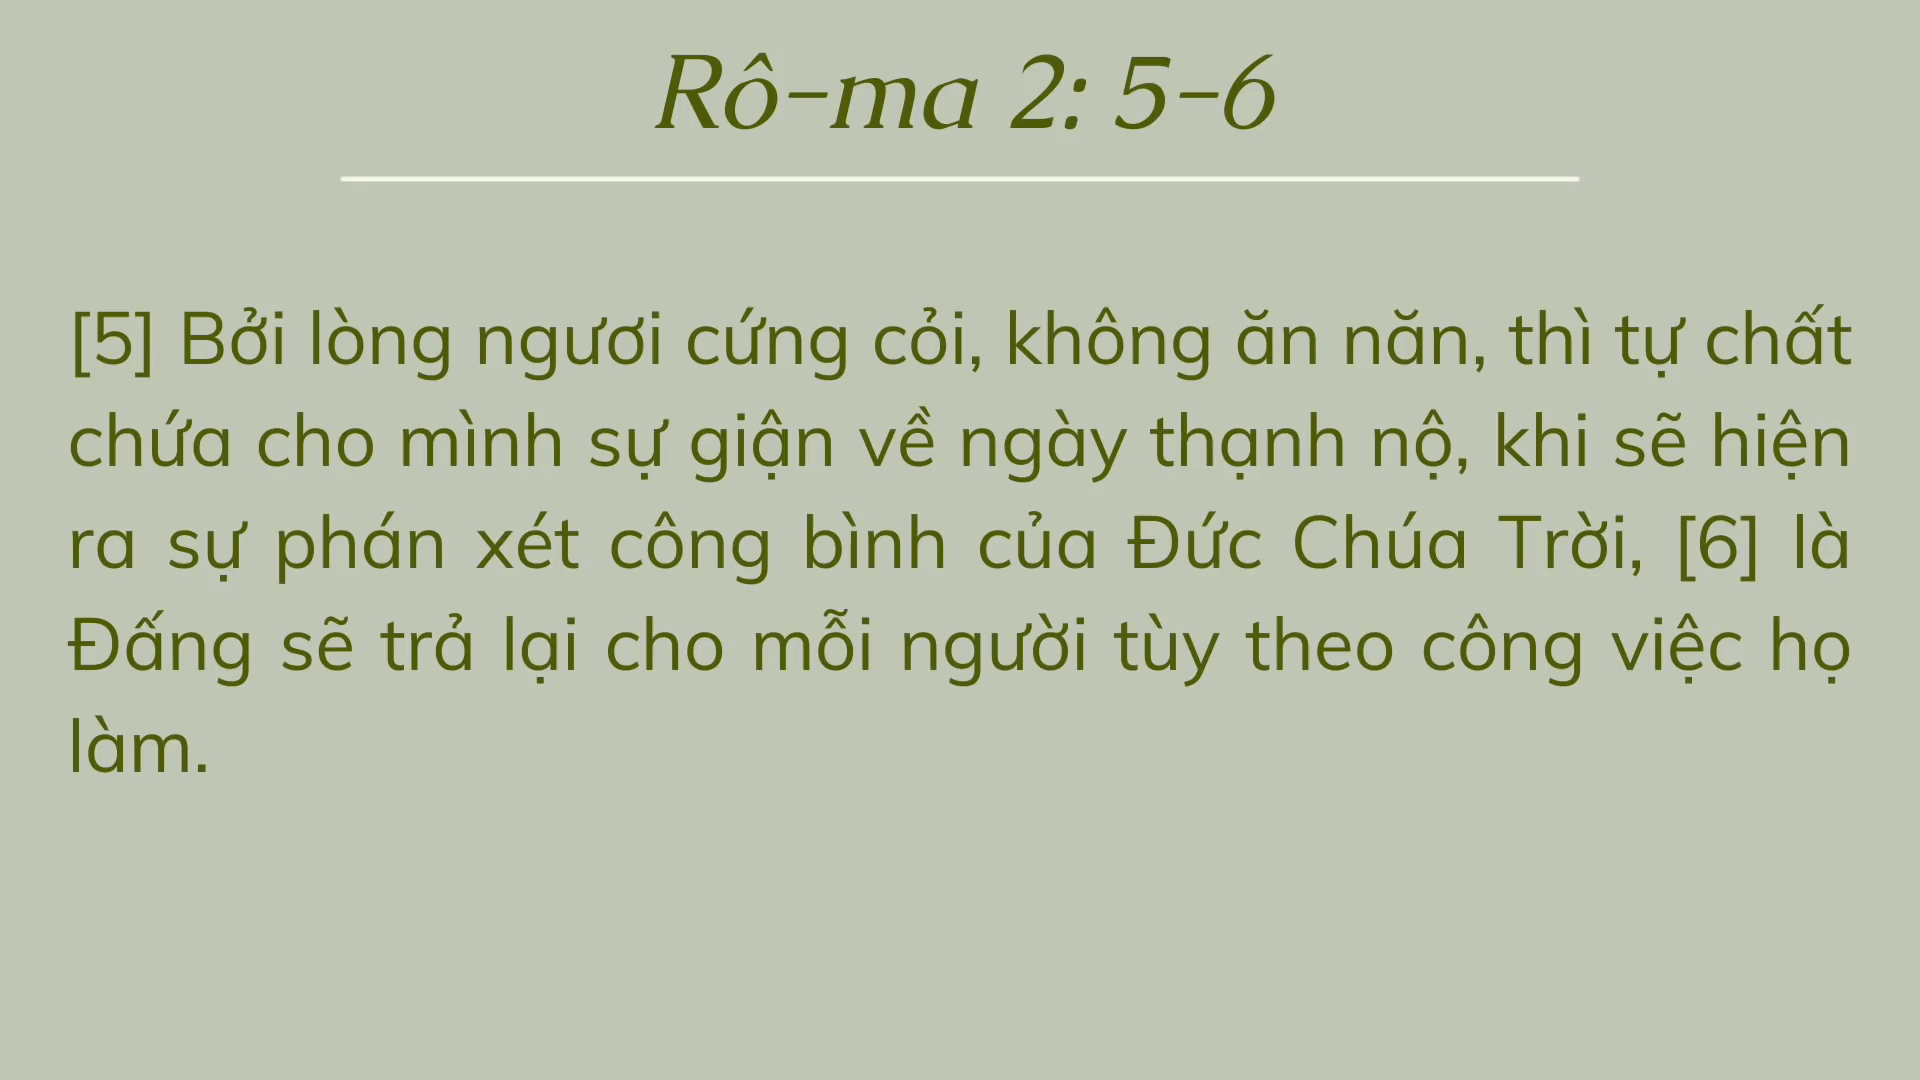 Rô-ma 2: 5-6
[5] Bởi lòng ngươi cứng cỏi, không ăn năn, thì tự chất
chứa cho mình sự giận về ngày thạnh nộ, khi sẽ hiện
ra sự phán xét công bình của Đức Chúa Trời, [6] là
Đấng sẽ trả lại cho mỗi người tùy theo công việc họ
làm.